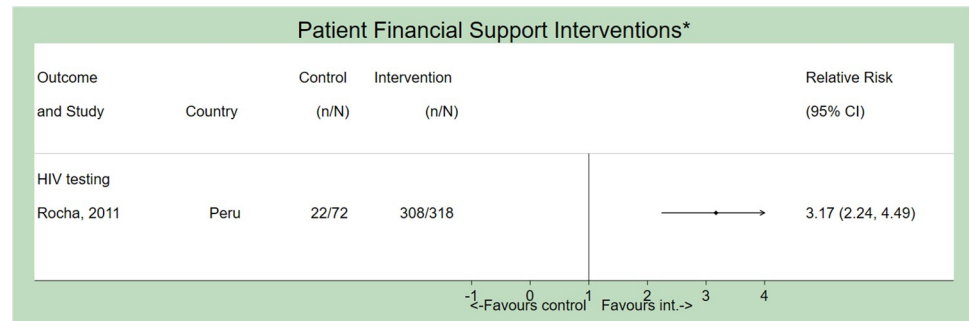 Patient Financial Support Interventions*
Outcome Control Intervention Relative Risk
and Study Country (n/N) (n/N) (95% CI)
HIV testing
Rocha, 2011 Peru 22/72 308/318 3.17 (2.24, 4.49)
-1 0 1 2 3 4
<-Favours control Favours int.->